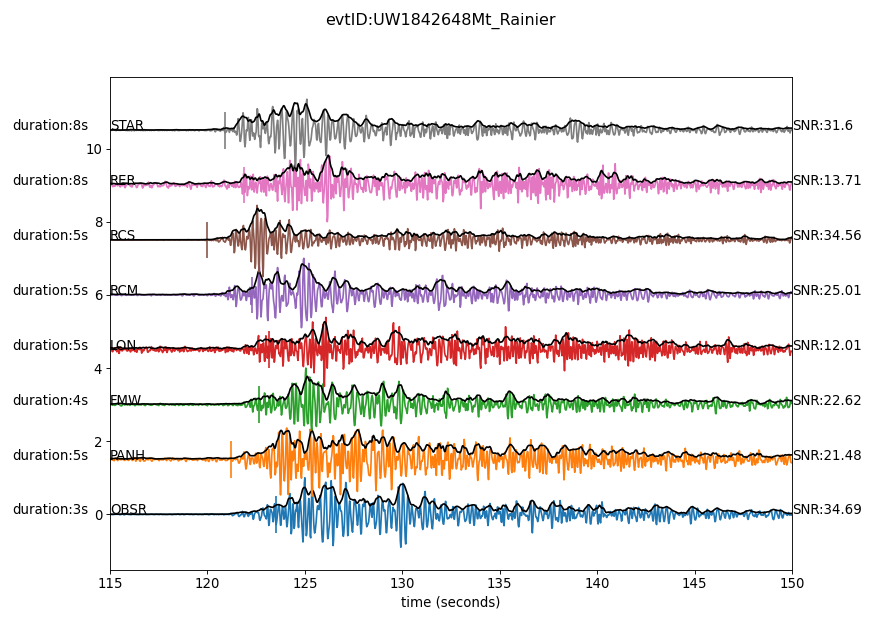 evtID:UW1842648Mt_Rainier
duration:8s STAR SNR:31.6
10
duration:8s RER SNR:13.71
8
duration:5s RCS SNR:34.56
duration:5s RCM SNR:25.01
6
duration:5s LON SNR:12.01
4
duration:4s FMW SNR:22.62
2
duration:5s PANH SNR:21.48
duration:3s OBSR SNR:34.69
0
115 120 125 130 135 140 145 150
time (seconds)